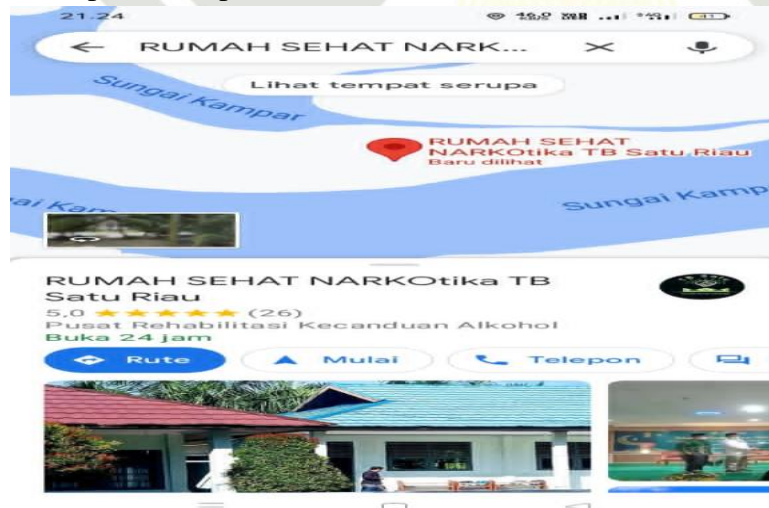 21.24
RUMAH SEHAT NARK...
Lihat tempat serupa
Sungai Kampar
RUMAH SEHAT
NARKOtika TB Satu Riau
Baru dilihat
Sungai Kamp
ai Kam
RUMAH SEHAT NARKOtika TB
Satu Riau
5,0 (26)
Pusat Rehabilitasi Kecanduan Alkohol
Buka 24 jam
Rute
Mulai
Telepon